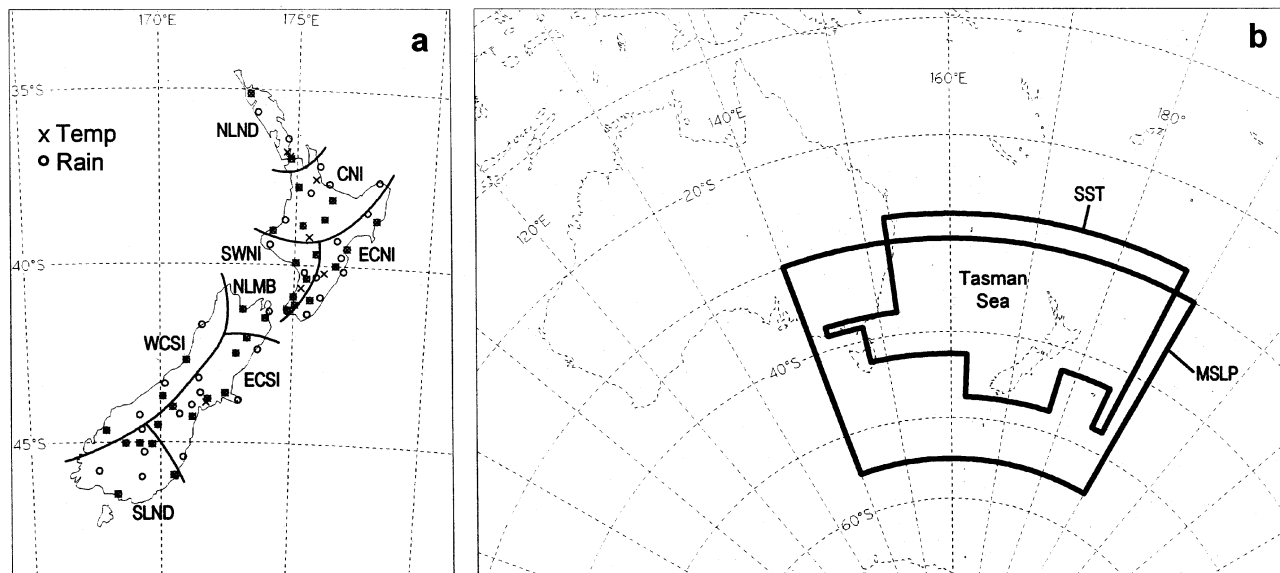 170°E 175°E
a
35°S
NLND
x Temp
o Rain
CNI
SWNI
ECNI
40°S
NLMB
WCSI
ECSI
45°S
SLND
b
160°E
140°E
180°
20°S
120°E
SST
Tasman
Sea
40°S
MSLP
60°S